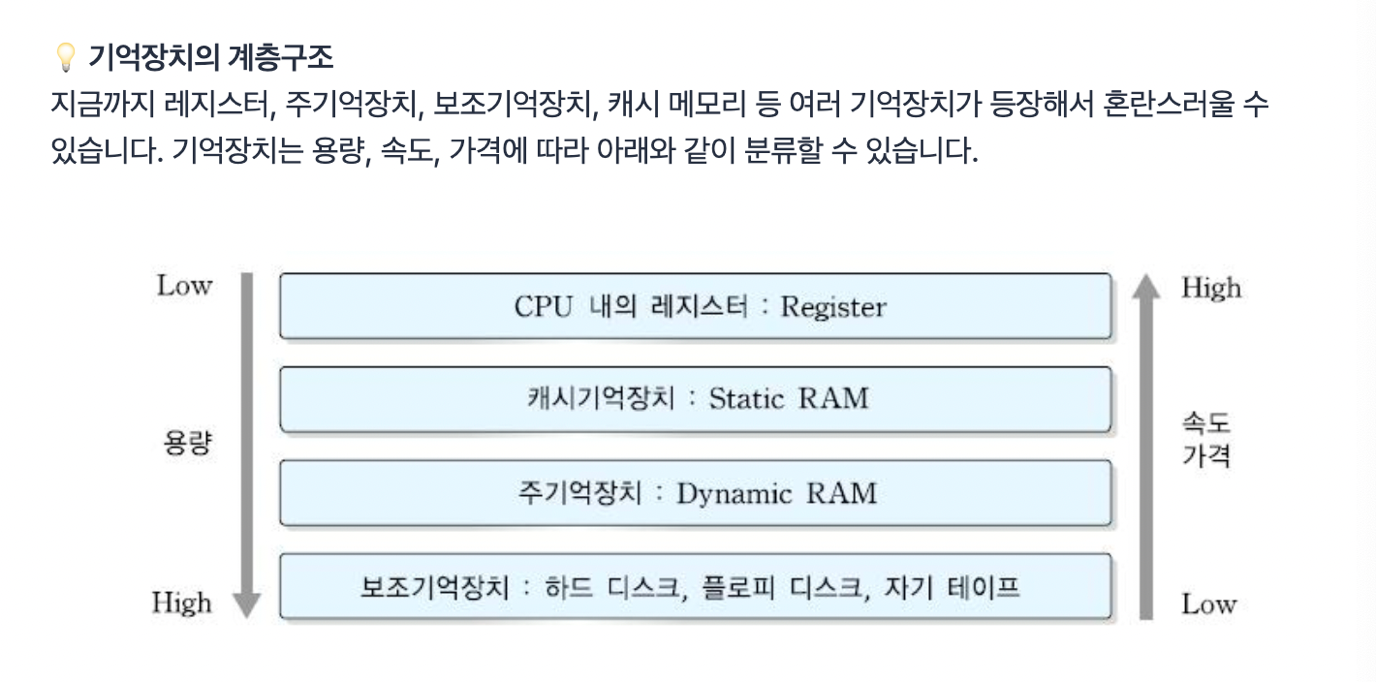 💡 기억장치의 계층구조
지금까지 레지스터, 주기억장치, 보조기억장치, 캐시 메모리 등 여러 기억장치가 등장해서 혼란스러울 수
있습니다. 기억장치는 용량, 속도, 가격에 따라 아래와 같이 분류할 수 있습니다.
Low
High
CPU 내의 레지스터 : Register
캐시기억장치 : Static RAM
용량
속도
가격
주기억장치 : Dynamic RAM
보조기억장치 : 하드 디스크, 플로피 디스크, 자기 테이프
High
Low